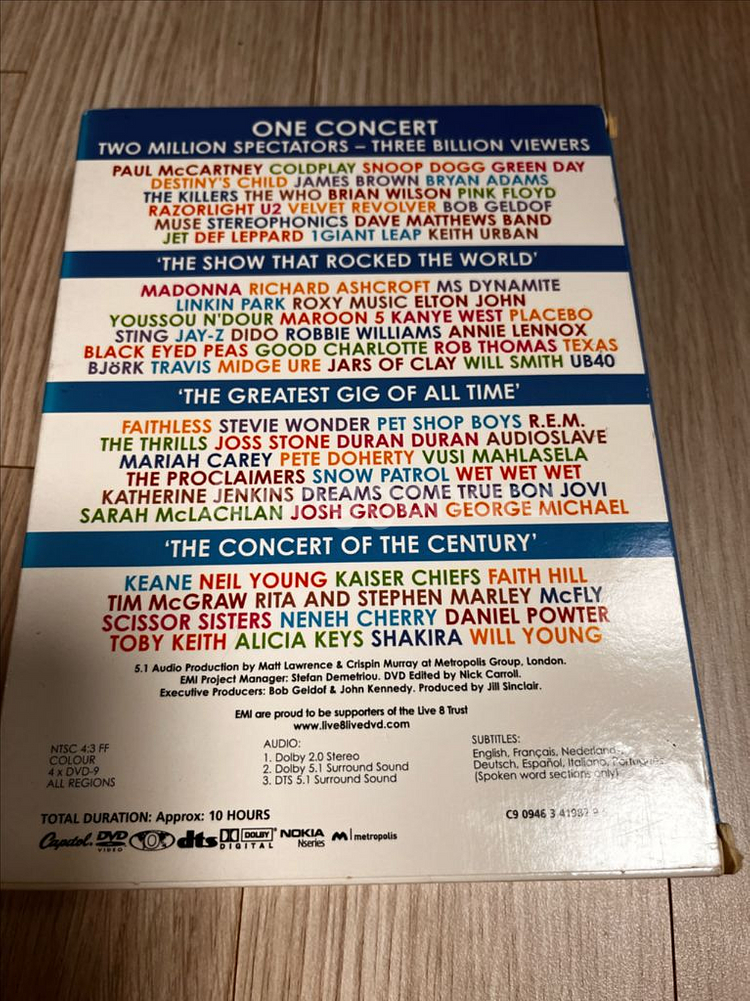 ONE CONCERT
TWO MILLION SPECTATORS – THREE BILLION VIEWERS
PAUL McCARTNEY COLDPLAY SNOOP DOGG GREEN DAY
DESTINY'S CHILD JAMES BROWN BRYAN ADAMS
THE KILLERS THE WHO BRIAN WILSON PINK FLOYD
RAZORLIGHT U2 VELVET REVOLVER BOB GELDOF
MUSE STEREOPHONICS DAVE MATTHEWS BAND
JET DEF LEPPARD 1GIANT LEAP KEITH URBAN
'THE SHOW THAT ROCKED THE WORLD'
MADONNA RICHARD ASHCROFT MS DYNAMITE
LINKIN PARK ROXY MUSIC ELTON JOHN
YOUSSOU N'DOUR MAROON 5 KANYE WEST PLACEBO
STING JAY-Z DIDO ROBBIE WILLIAMS ANNIE LENNOX
BLACK EYED PEAS GOOD CHARLOTTE ROB THOMAS TEXAS
BJöRK TRAVIS MIDGE URE JARS OF CLAY WILL SMITH UB40
'THE GREATEST GIG OF ALL TIME'
FAITHLESS STEVIE WONDER PET SHOP BOYS R.E.M.
THE THRILLS JOSS STONE DURAN DURAN AUDIOSLAVE
MARIAH CAREY PETE DOHERTY VUSI MAHLASELA
THE PROCLAIMERS SNOW PATROL WET WET WET
KATHERINE JENKINS DREAMS COME TRUE BON JOVI
SARAH McLACHLAN JOSH GROBAN GEORGE MICHAEL
'THE CONCERT OF THE CENTURY'
KEANE NEIL YOUNG KAISER CHIEFS FAITH HILL
TIM McGRAW RITA AND STEPHEN MARLEY McFLY
SCISSOR SISTERS NENEH CHERRY DANIEL POWTER
TOBY KEITH ALICIA KEYS SHAKIRA WILL YOUNG
5.1 Audio Production by Matt Lawrence & Crispin Murray at Metropolis Group, London.
EMI Project Manager: Stefan Demetriou. DVD Edited by Nick Carroll.
Executive Producers: Bob Geldof & John Kennedy. Produced by Jill Sinclair.
EMI are proud to be supporters of the Live 8 Trust
www.live8livedvd.com
NTSC 4:3 FF
COLOUR
4 x DVD-9
ALL REGIONS
AUDIO:
1. Dolby 2.0 Stereo
2. Dolby 5.1 Surround Sound
3. DTS 5.1 Surround Sound
SUBTITLES:
English, Français, Nederlands,
Deutsch, Español, Italiano,
(Spoken word sections only)
TOTAL DURATION: Approx: 10 HOURS
C9 0946 3 41982 9
Capitol. DVD VIDEO dts DOLBY DIGITAL NOKIA Nseries metropolis